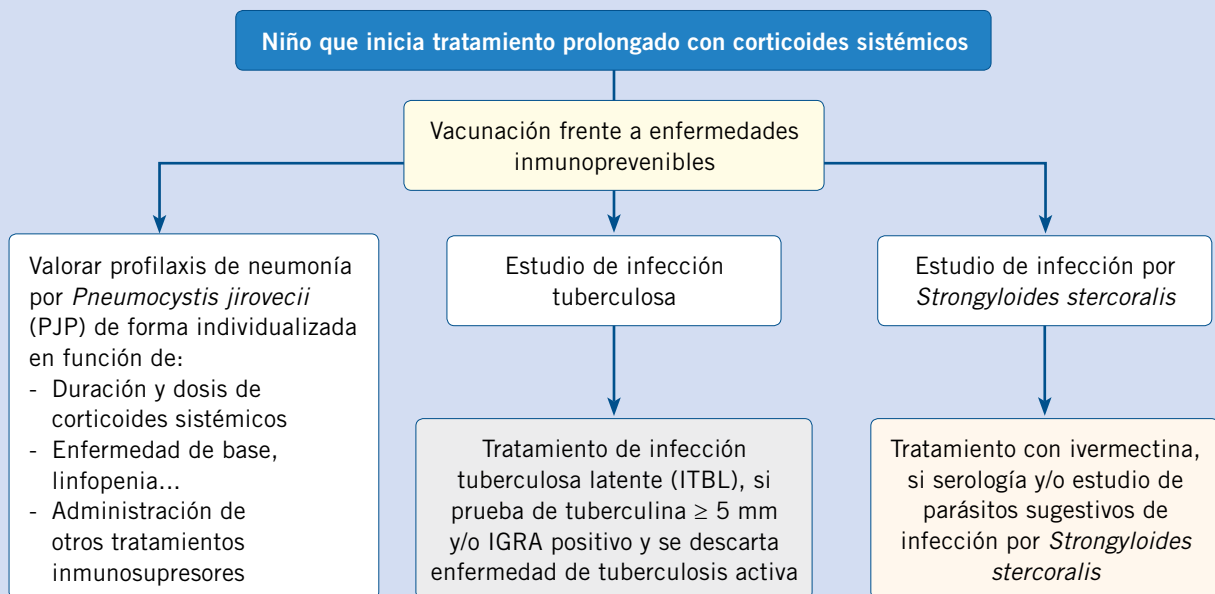 Niño que inicia tratamiento prolongado con corticoides sistémicos
Vacunación frente a enfermedades
inmunoprevenibles
Valorar profilaxis de neumonía
por Pneumocystis jirovecii
(PJP) de forma individualizada
en función de:
- Duración y dosis de
corticoides sistémicos
- Enfermedad de base,
linfopenia...
- Administración de
otros tratamientos
inmunosupresores
Estudio de infección
tuberculosa
Tratamiento de infección
tuberculosa latente (ITBL), si
prueba de tuberculina ≥ 5 mm
y/o IGRA positivo y se descarta
enfermedad de tuberculosis activa
Estudio de infección por
Strongyloides stercoralis
Tratamiento con ivermectina,
si serología y/o estudio de
parásitos sugestivos de
infección por Strongyloides
stercoralis